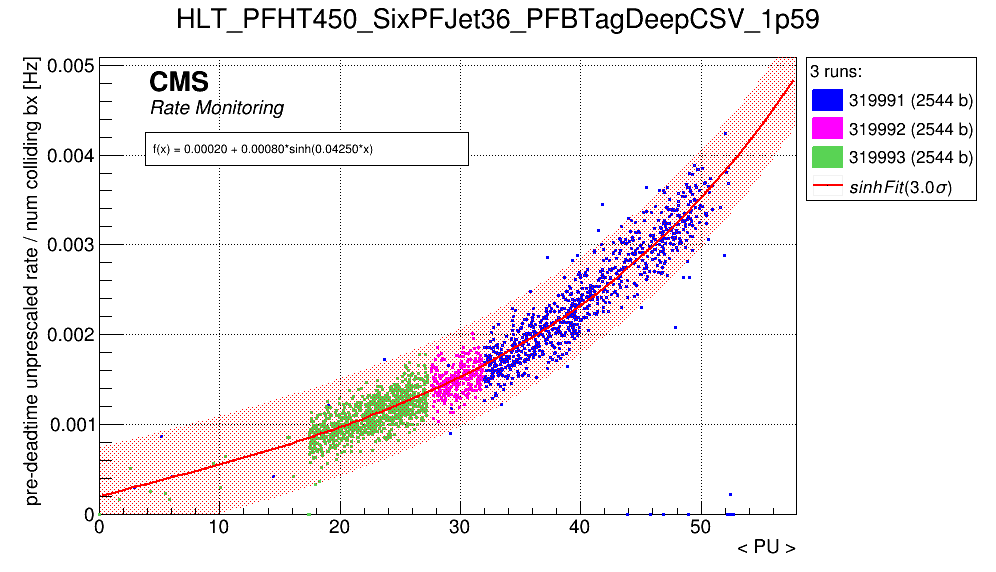 HLT_PFHT450_SixPFJet36_PFBTagDeepCSV_1p59
pre-deadtime unprescaled rate / num colliding bx [Hz]
0.005
0.004
0.003
0.002
0.001
0
CMS
Rate Monitoring
f(x) = 0.00020 + 0.00080*sinh(0.04250*x)
3 runs:
319991 (2544 b)
319992 (2544 b)
319993 (2544 b)
sinhFit(3.0σ)
0 10 20 30 40 50
< PU >